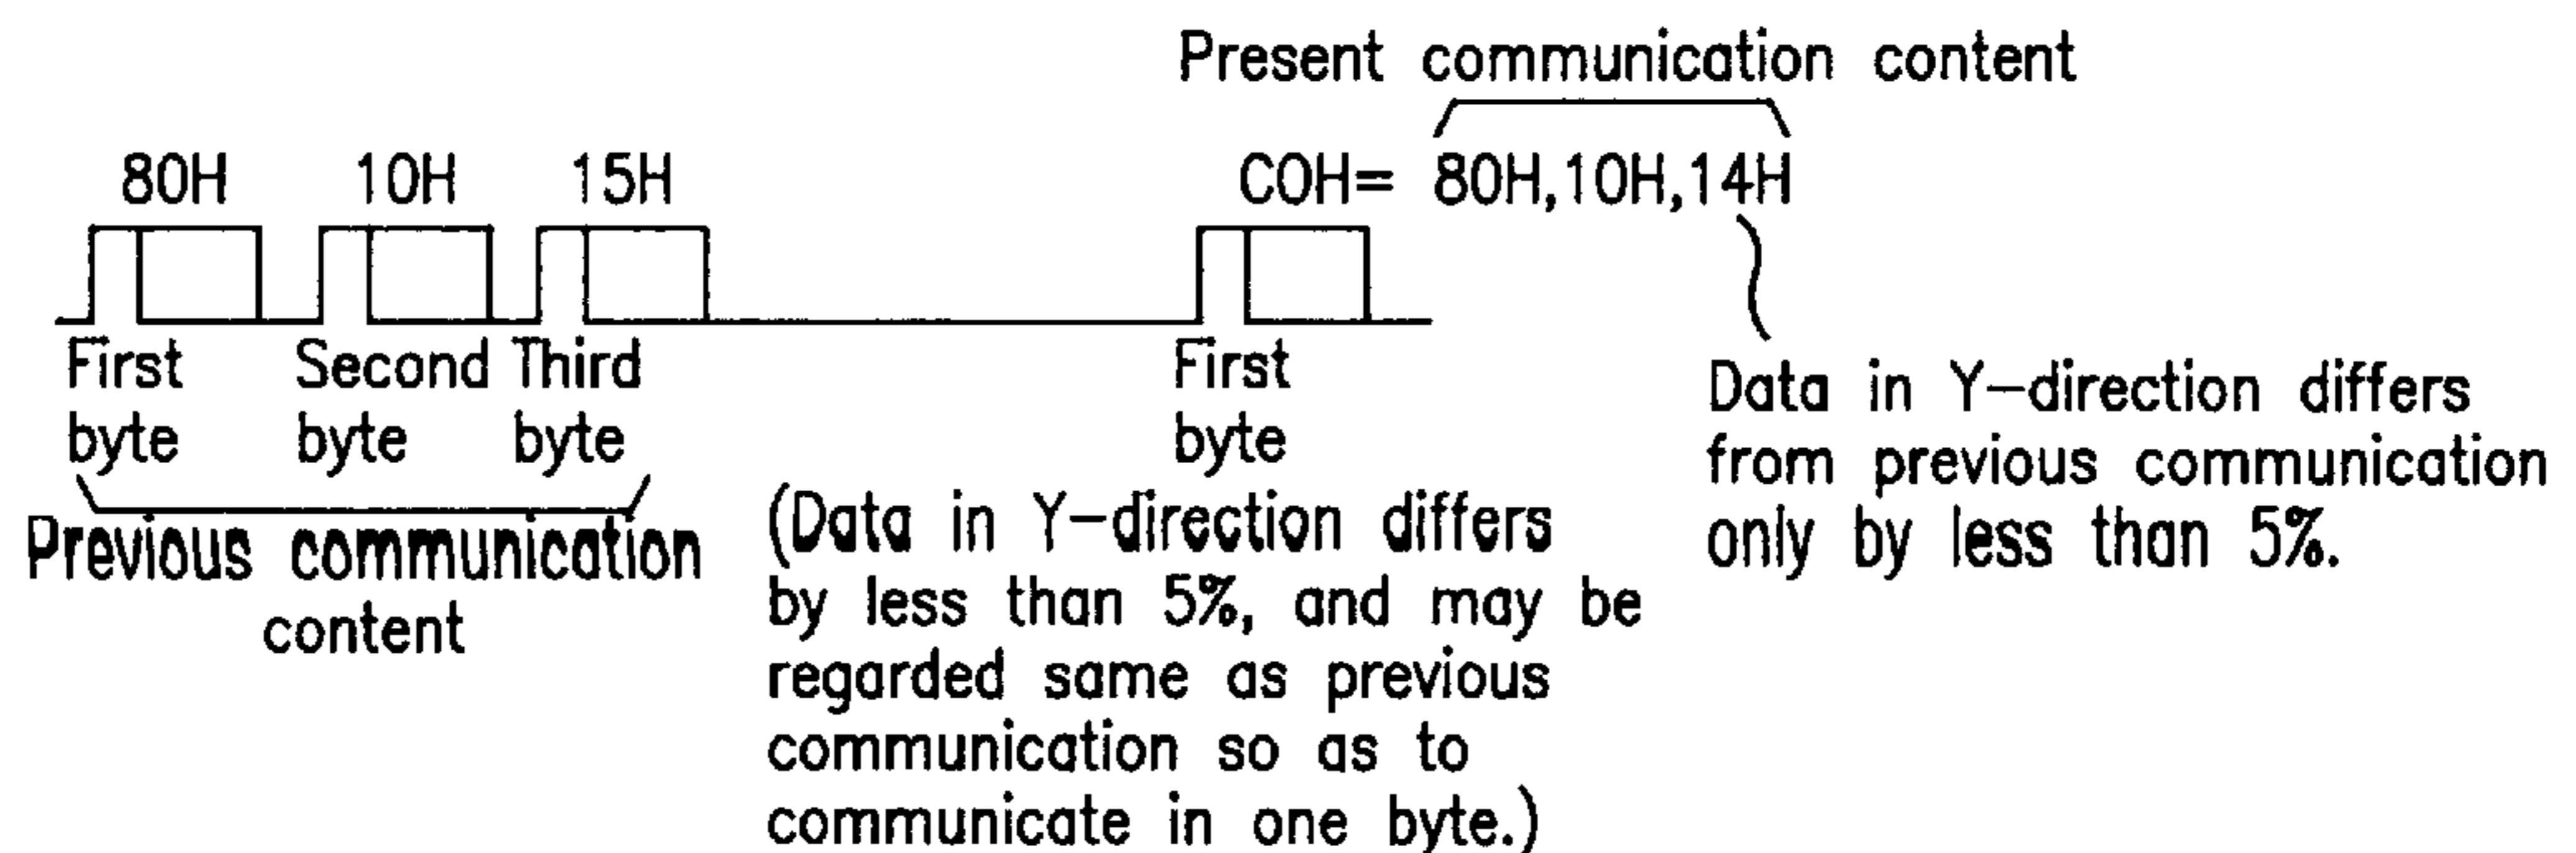 Present communication content
80H 10H 15H COH= 80H,10H,14H
First byte
Second byte
Third byte
First byte
Previous communication
content
(Data in Y-direction differs
by less than 5%, and may be
regarded same as previous
communication so as to
communicate in one byte.)
Data in Y-direction differs
from previous communication
only by less than 5%.